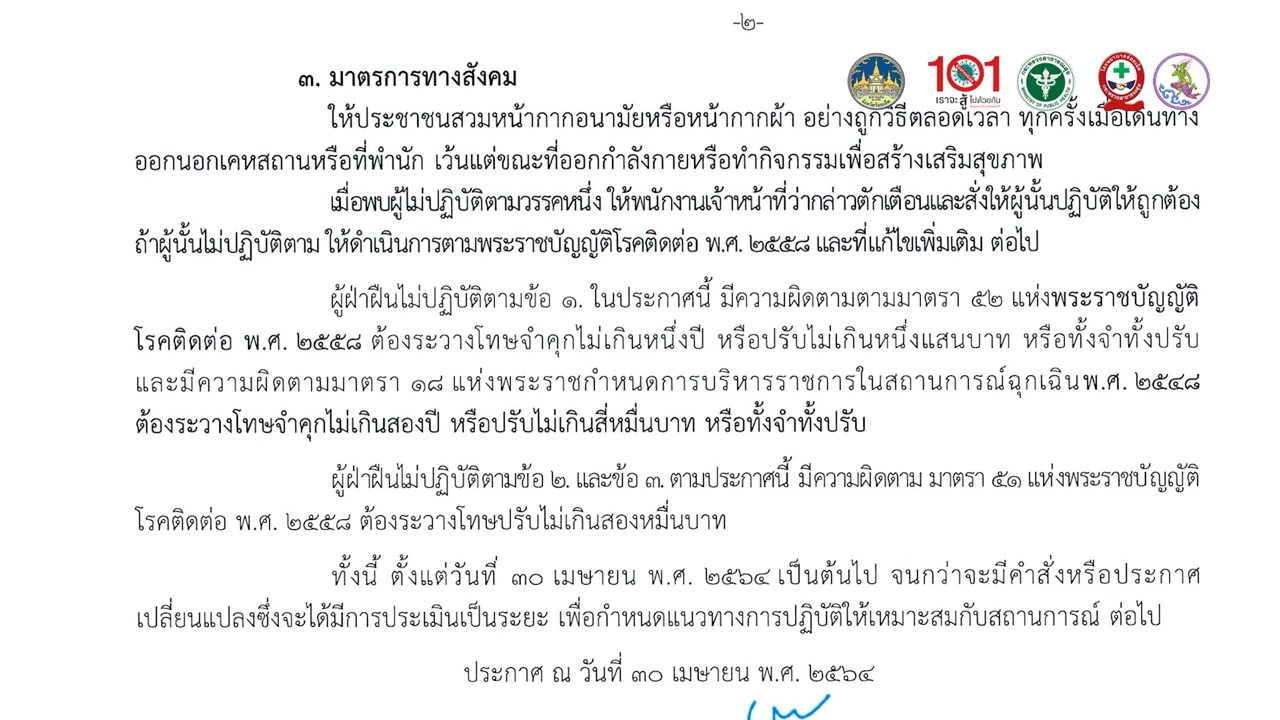 -๒-
๓. มาตรการทางสังคม
101
เราจะสู้ ไปด้วยกัน
ให้ประชาชนสวมหน้ากากอนามัยหรือหน้ากากผ้า อย่างถูกวิธีตลอดเวลา ทุกครั้งเมื่อเดินทาง
ออกนอกเคหสถานหรือที่พำนัก เว้นแต่ขณะที่ออกกำลังกายหรือทำกิจกรรมเพื่อสร้างเสริมสุขภาพ
เมื่อพบผู้ไม่ปฏิบัติตามวรรคหนึ่ง ให้พนักงานเจ้าหน้าที่ว่ากล่าวตักเตือนและสั่งให้ผู้นั้นปฏิบัติให้ถูกต้อง
ถ้าผู้นั้นไม่ปฏิบัติตาม ให้ดำเนินการตามพระราชบัญญัติโรคติดต่อ พ.ศ. ๒๕๕๘ และที่แก้ไขเพิ่มเติม ต่อไป
ผู้ฝ่าฝืนไม่ปฏิบัติตามข้อ ๑. ในประกาศนี้ มีความผิดตามตามมาตรา ๕๒ แห่งพระราชบัญญัติ
โรคติดต่อ พ.ศ. ๒๕๕๘ ต้องระวางโทษจำคุกไม่เกินหนึ่งปี หรือปรับไม่เกินหนึ่งแสนบาท หรือทั้งจำทั้งปรับ
และมีความผิดตามมาตรา ๑๘ แห่งพระราชกำหนดการบริหารราชการในสถานการณ์ฉุกเฉินพ.ศ. ๒๕๔๘
ต้องระวางโทษจำคุกไม่เกินสองปี หรือปรับไม่เกินสี่หมื่นบาท หรือทั้งจำทั้งปรับ
ผู้ฝ่าฝืนไม่ปฏิบัติตามข้อ ๒. และข้อ ๓. ตามประกาศนี้ มีความผิดตาม มาตรา ๕๑ แห่งพระราชบัญญัติ
โรคติดต่อ พ.ศ. ๒๕๕๘ ต้องระวางโทษปรับไม่เกินสองหมื่นบาท
ทั้งนี้ ตั้งแต่วันที่ ๓๐ เมษายน พ.ศ. ๒๕๖๔ เป็นต้นไป จนกว่าจะมีคำสั่งหรือประกาศ
เปลี่ยนแปลงซึ่งจะได้มีการประเมินเป็นระยะ เพื่อกำหนดแนวทางการปฏิบัติให้เหมาะสมกับสถานการณ์ ต่อไป
ประกาศ ณ วันที่ ๓๐ เมษายน พ.ศ. ๒๕๖๔